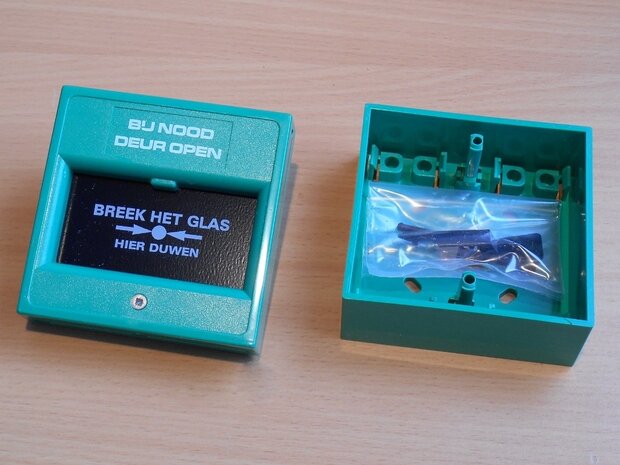 BIJ NOOD
DEUR OPEN
BREEK HET GLAS
HIER DUWEN